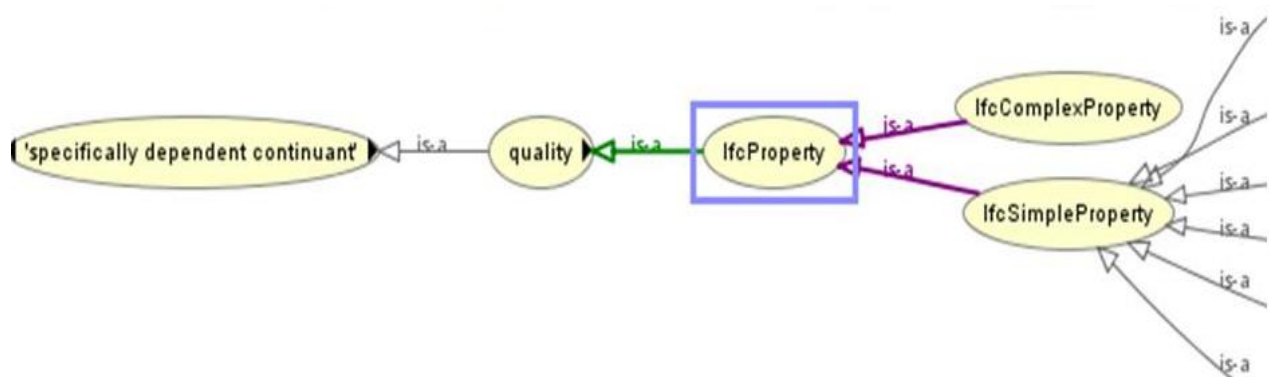 is-a
IfcComplexProperty
is-a
is-a
'specifically dependent continuant'
is-a
quality
is-a
IfcProperty
is-a
is-a
IfcSimpleProperty
is-a
is-a
is-a
is-a